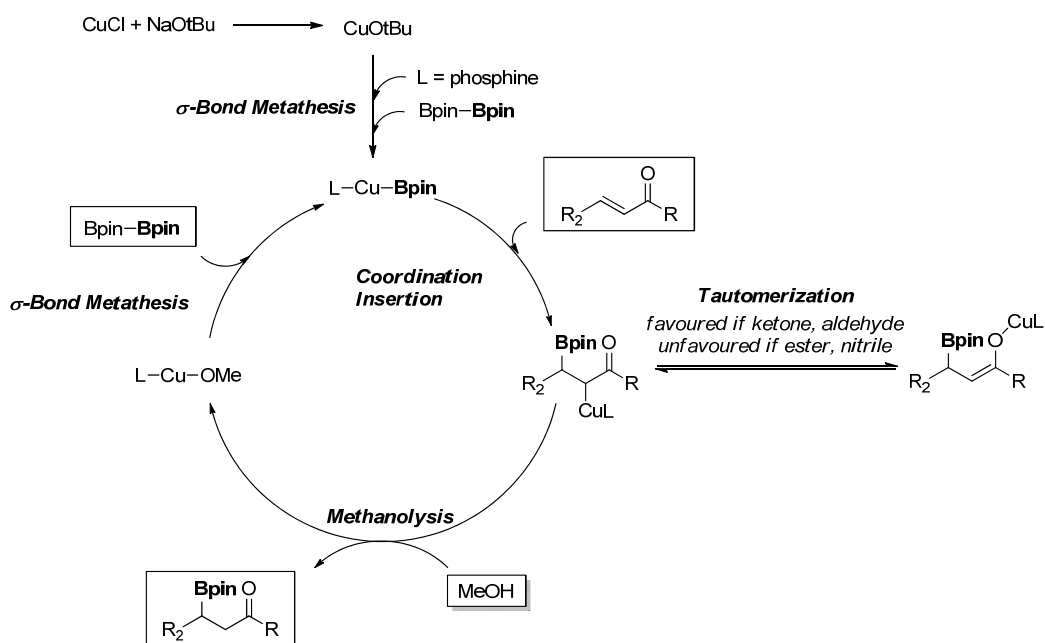 CuCl + NaOtBu
CuOtBu
L = phosphine
σ-Bond Metathesis
Bpin–Bpin
L–Cu–Bpin
O
R2
R
Bpin–Bpin
σ-Bond Metathesis
Coordination
Insertion
Tautomerization
favoured if ketone, aldehyde
unfavoured if ester, nitrile
CuL
Bpin O
R2
R
CuL
Bpin O
R2
R
L–Cu–OMe
Methanolysis
MeOH
Bpin O
R2
R